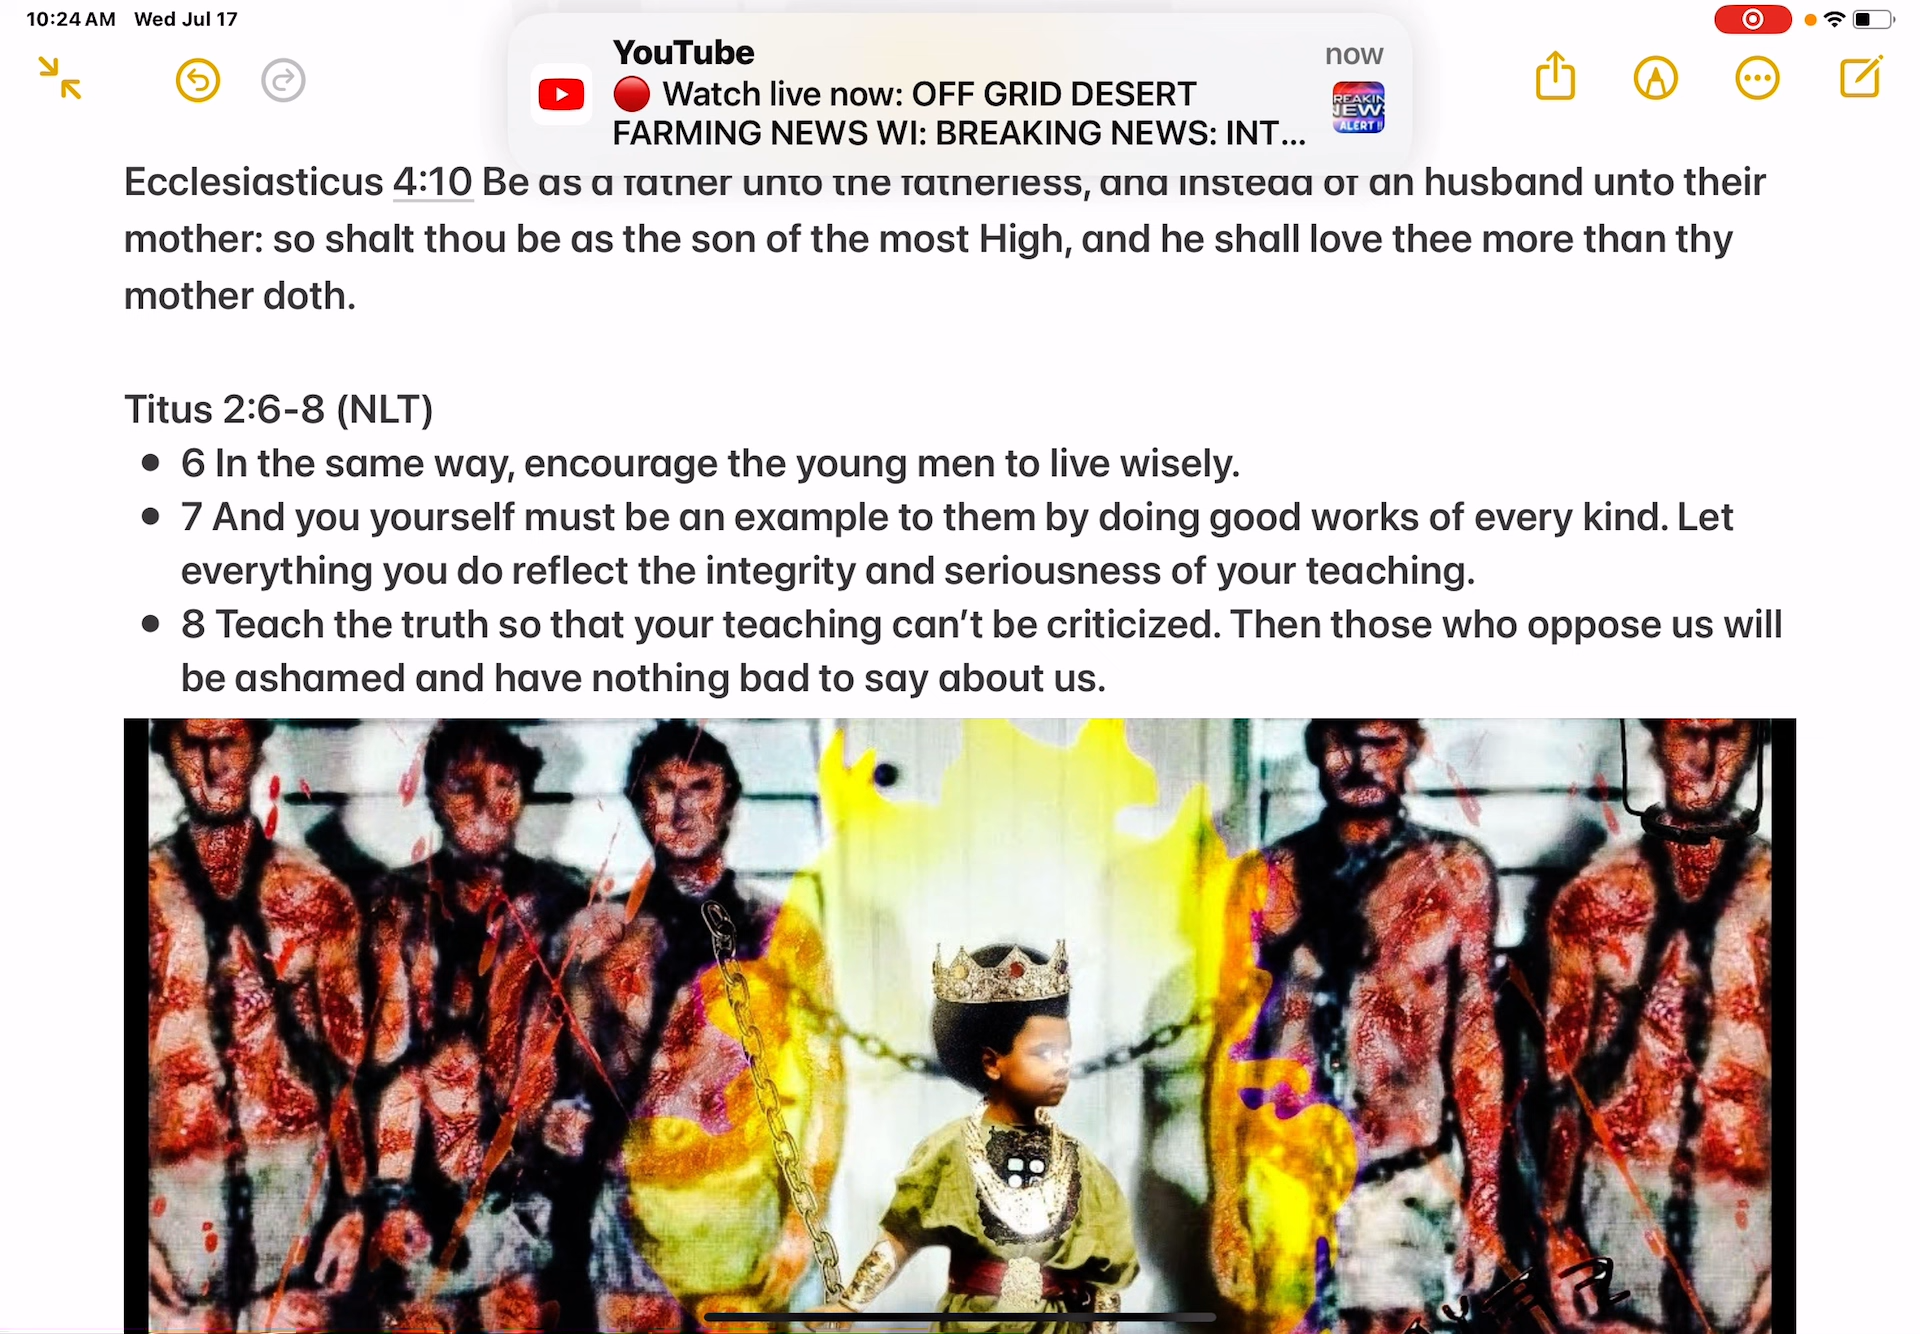 10:24 AM Wed Jul 17
YouTube
now
🔴 Watch live now: OFF GRID DESERT
FARMING NEWS WI: BREAKING NEWS: INT...
NEWS
ALERT!!
Ecclesiasticus 4:10 Be as a father unto the fatherless, and instead of an husband unto their
mother: so shalt thou be as the son of the most High, and he shall love thee more than thy
mother doth.
Titus 2:6-8 (NLT)
• 6 In the same way, encourage the young men to live wisely.
• 7 And you yourself must be an example to them by doing good works of every kind. Let
everything you do reflect the integrity and seriousness of your teaching.
• 8 Teach the truth so that your teaching can’t be criticized. Then those who oppose us will
be ashamed and have nothing bad to say about us.